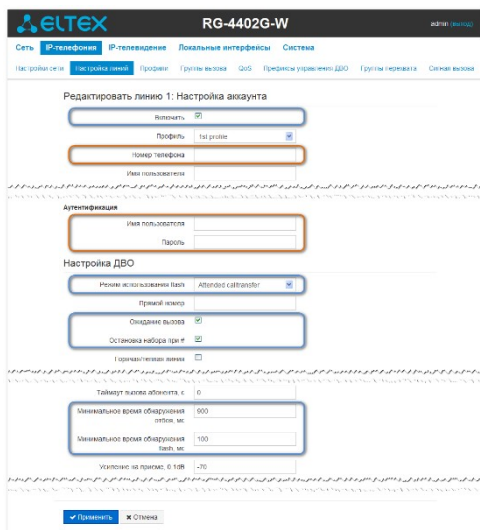 ELTEX
RG-4402G-W
admin (выход)
Сеть IP-телефония IP-телевидение Локальные интерфейсы Система
Настройки сети Настройка линий Профили Группы вызова QoS Префиксы управления ДВО Группы перехвата Сигнал вызова
Редактировать линию 1: Настройка аккаунта
Включить
Профиль 1st profile
Номер телефона
Имя пользователя
Аутентификация
Имя пользователя
Пароль
Настройка ДВО
Режим использования flash Attended calltransfer
Прямой номер
Ожидание вызова
Остановка набора при #
Горячая/теплая линия
Таймаут вызова абонента, с 0
Минимальное время обнаружения 900
отбоя, мс
Минимальное время обнаружения 100
flash, мс
Усиление на приеме, 0.1dB -70
Применить Отмена